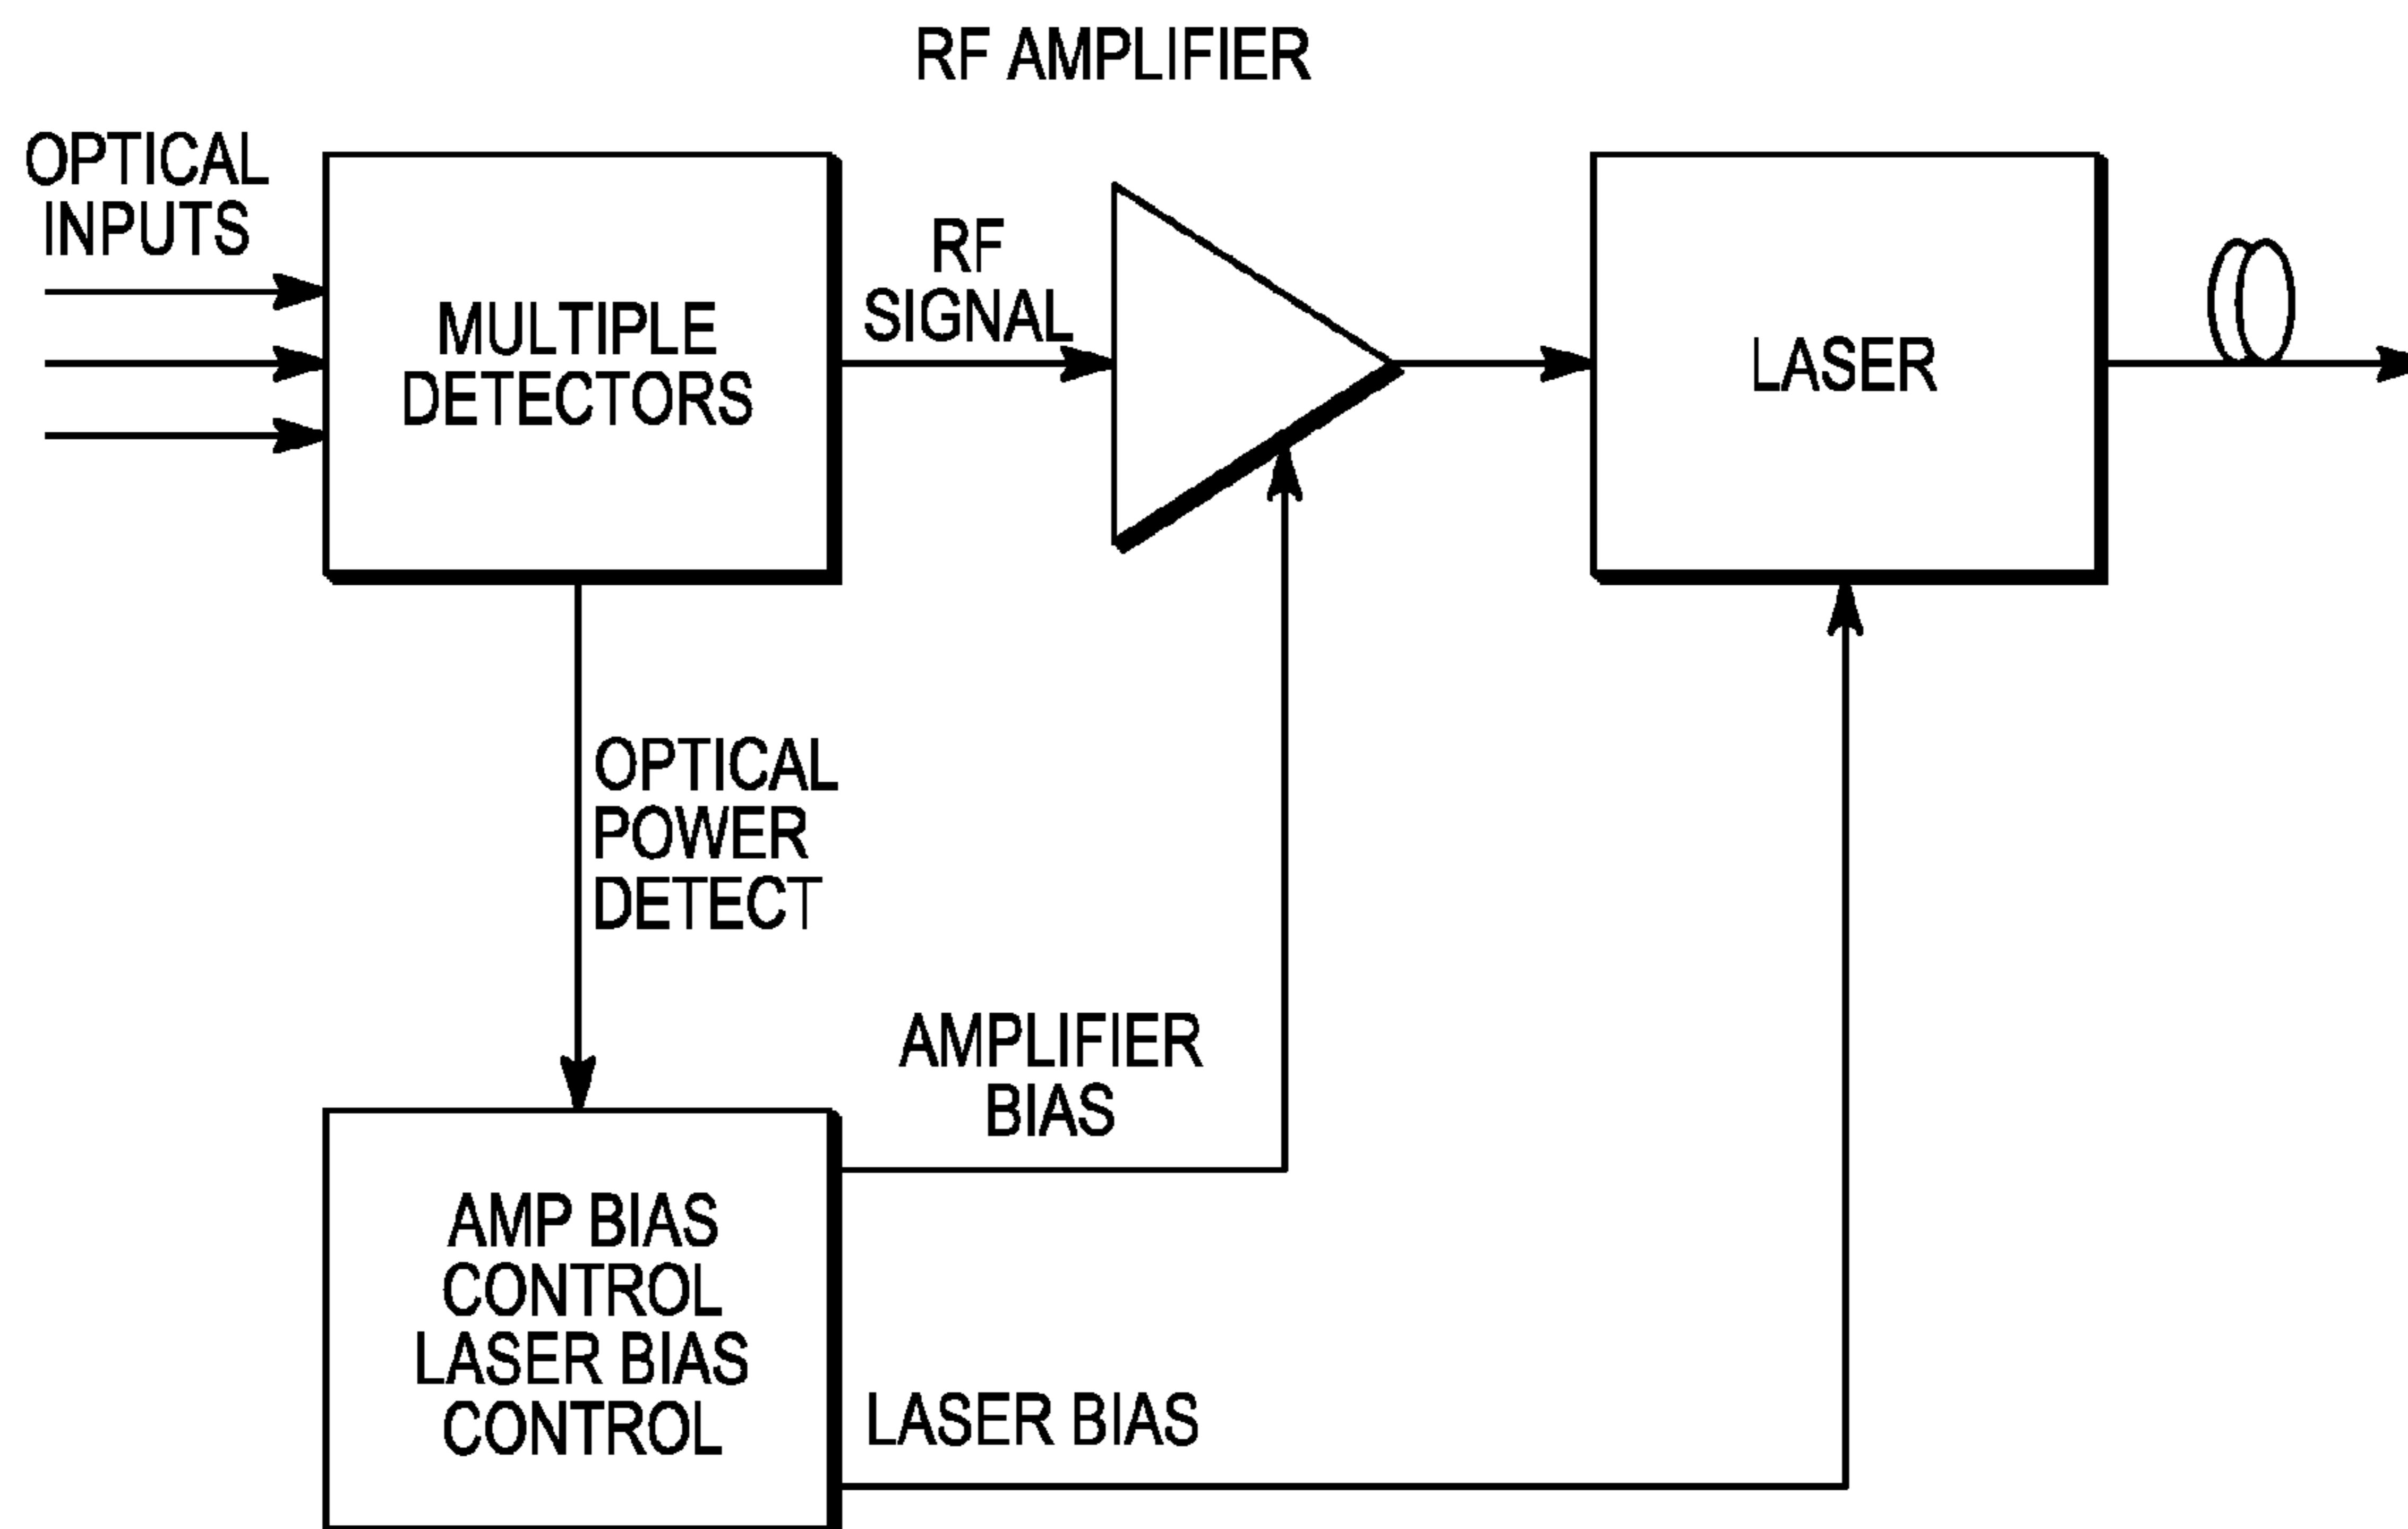 RF AMPLIFIER
OPTICAL
INPUTS
MULTIPLE
DETECTORS
RF
SIGNAL
LASER
OPTICAL
POWER
DETECT
AMPLIFIER
BIAS
AMP BIAS
CONTROL
LASER BIAS
CONTROL
LASER BIAS